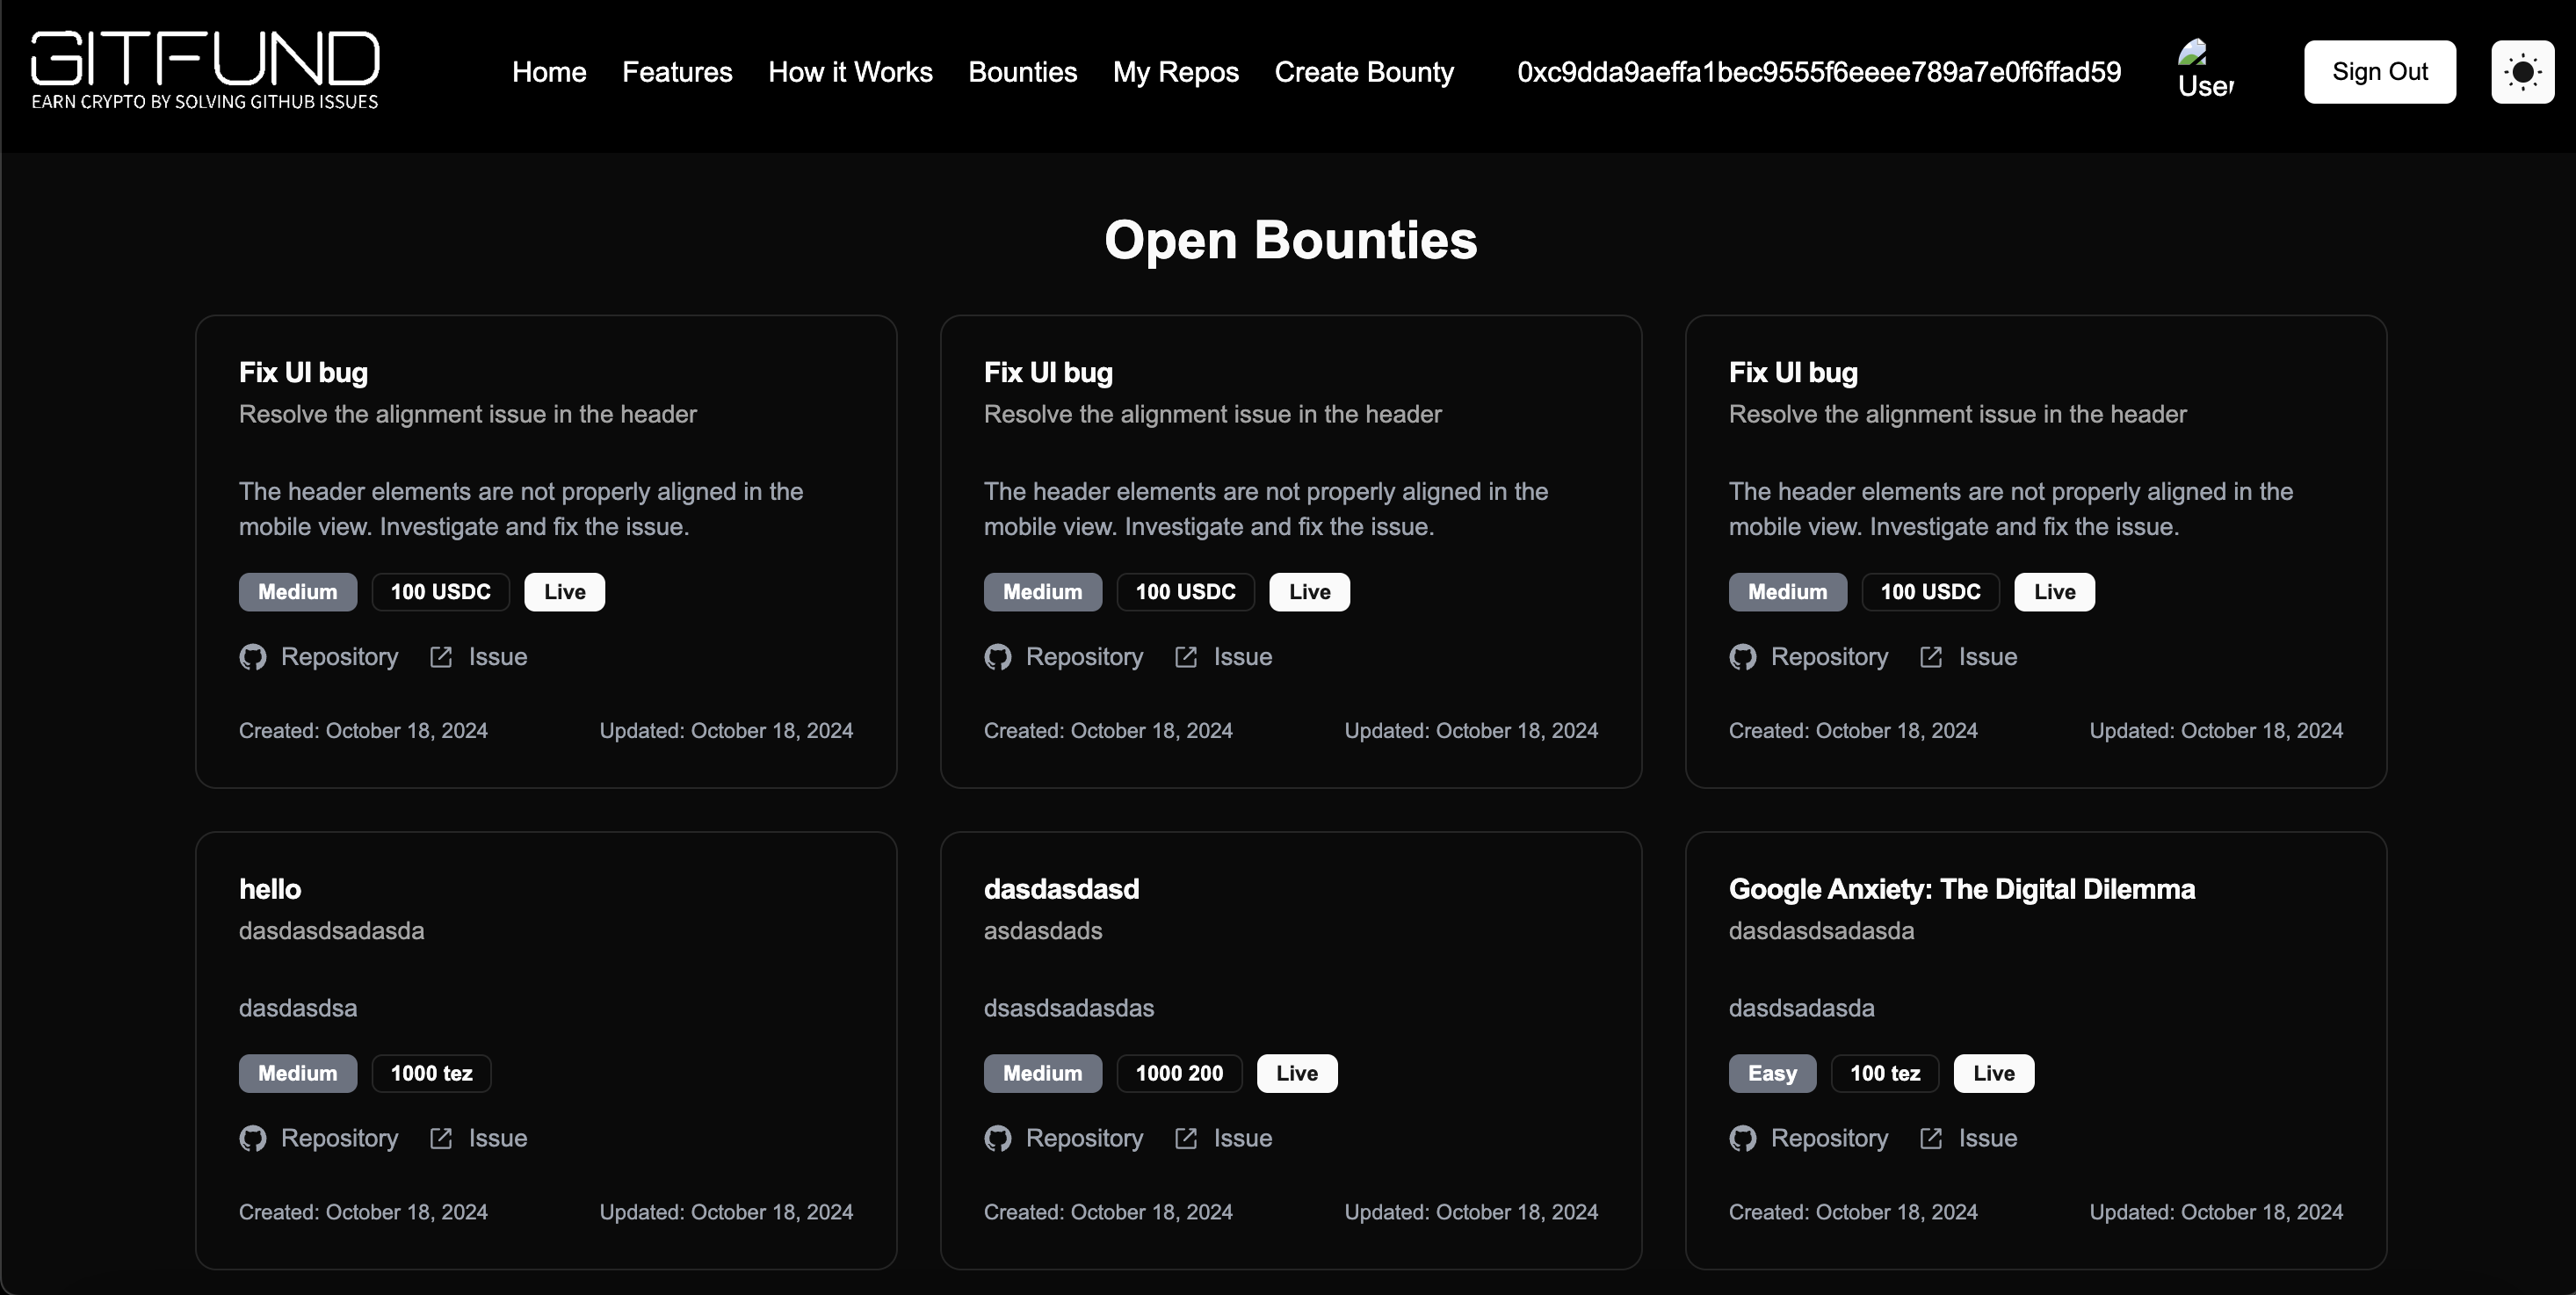 GITFUND
EARN CRYPTO BY SOLVING GITHUB ISSUES
Home Features How it Works Bounties My Repos Create Bounty 0xc9dda9aeffa1bec9555f6eeee789a7e0f6ffad59 User Sign Out
Open Bounties
Fix UI bug
Resolve the alignment issue in the header
The header elements are not properly aligned in the
mobile view. Investigate and fix the issue.
Medium 100 USDC Live
Repository Issue
Created: October 18, 2024 Updated: October 18, 2024
Fix UI bug
Resolve the alignment issue in the header
The header elements are not properly aligned in the
mobile view. Investigate and fix the issue.
Medium 100 USDC Live
Repository Issue
Created: October 18, 2024 Updated: October 18, 2024
Fix UI bug
Resolve the alignment issue in the header
The header elements are not properly aligned in the
mobile view. Investigate and fix the issue.
Medium 100 USDC Live
Repository Issue
Created: October 18, 2024 Updated: October 18, 2024
hello
dasdasdsadasda
dasdasdsa
Medium 1000 tez
Repository Issue
Created: October 18, 2024 Updated: October 18, 2024
dasdasdasd
asdasdads
dsasdsadasdas
Medium 1000 200 Live
Repository Issue
Created: October 18, 2024 Updated: October 18, 2024
Google Anxiety: The Digital Dilemma
dasdasdsadasda
dasdsadasda
Easy 100 tez Live
Repository Issue
Created: October 18, 2024 Updated: October 18, 2024